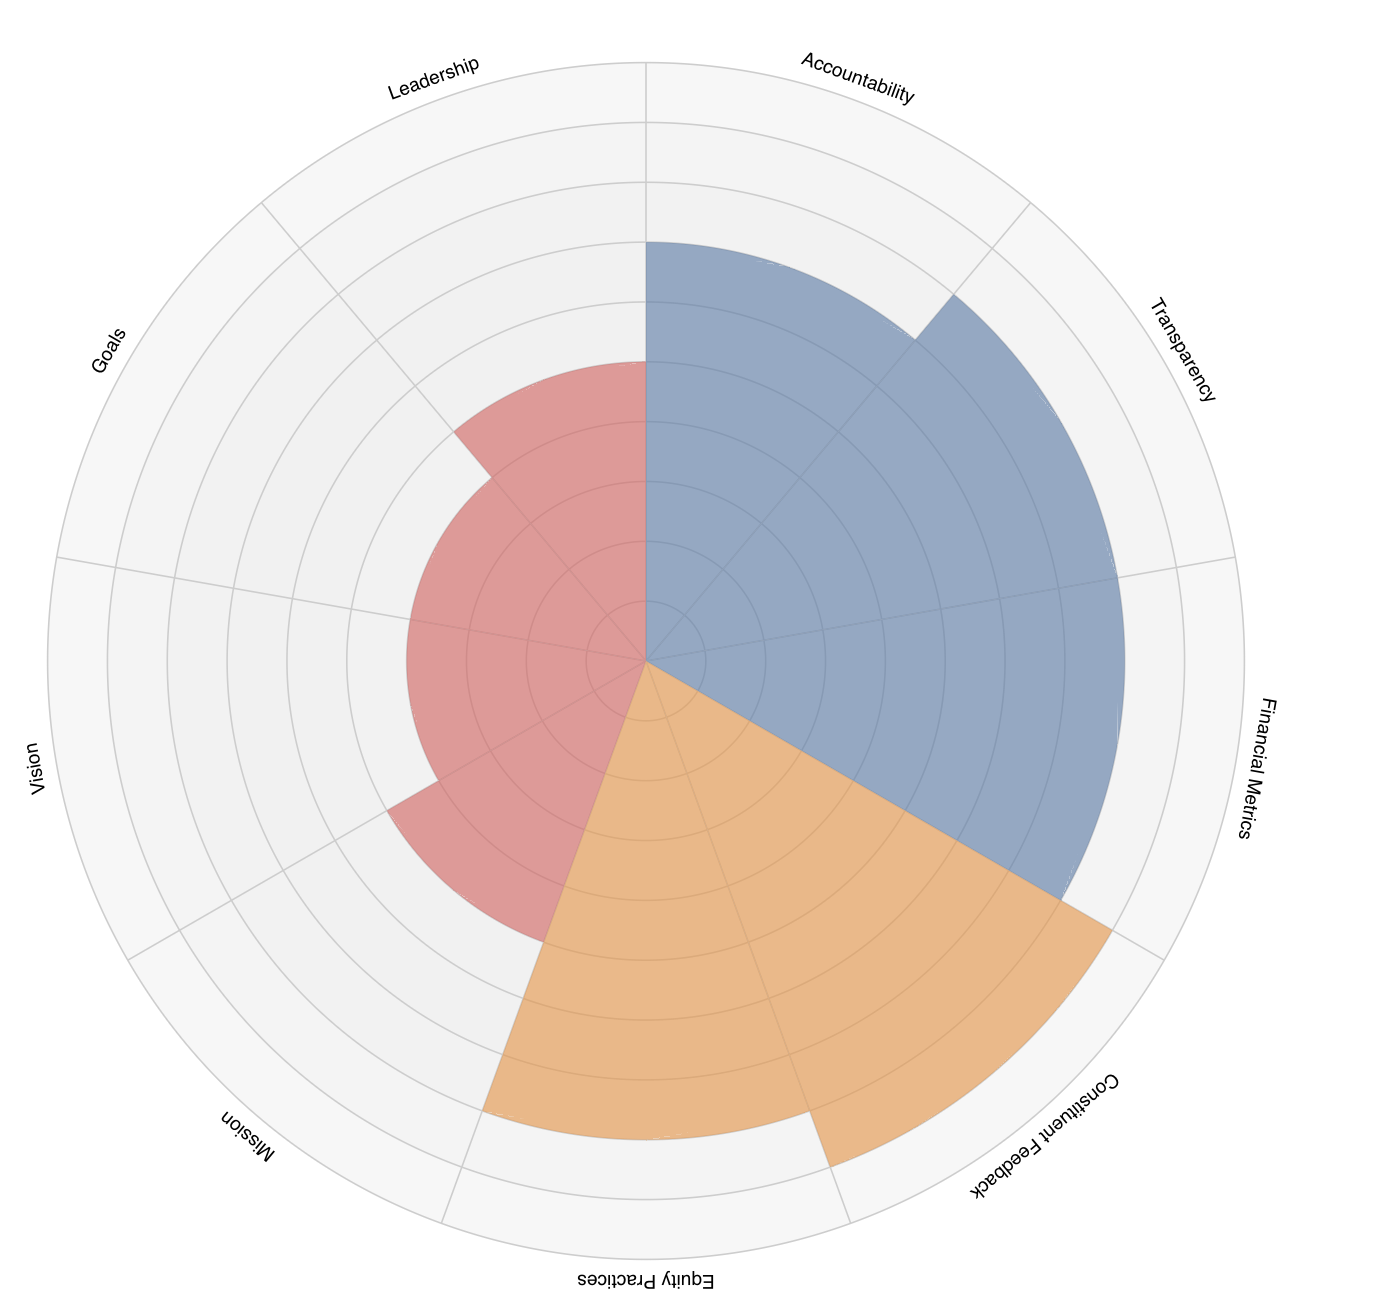 Accountability
Transparency
Financial Metrics
Constituent Feedback
Equity Practices
Mission
Vision
Goals
Leadership